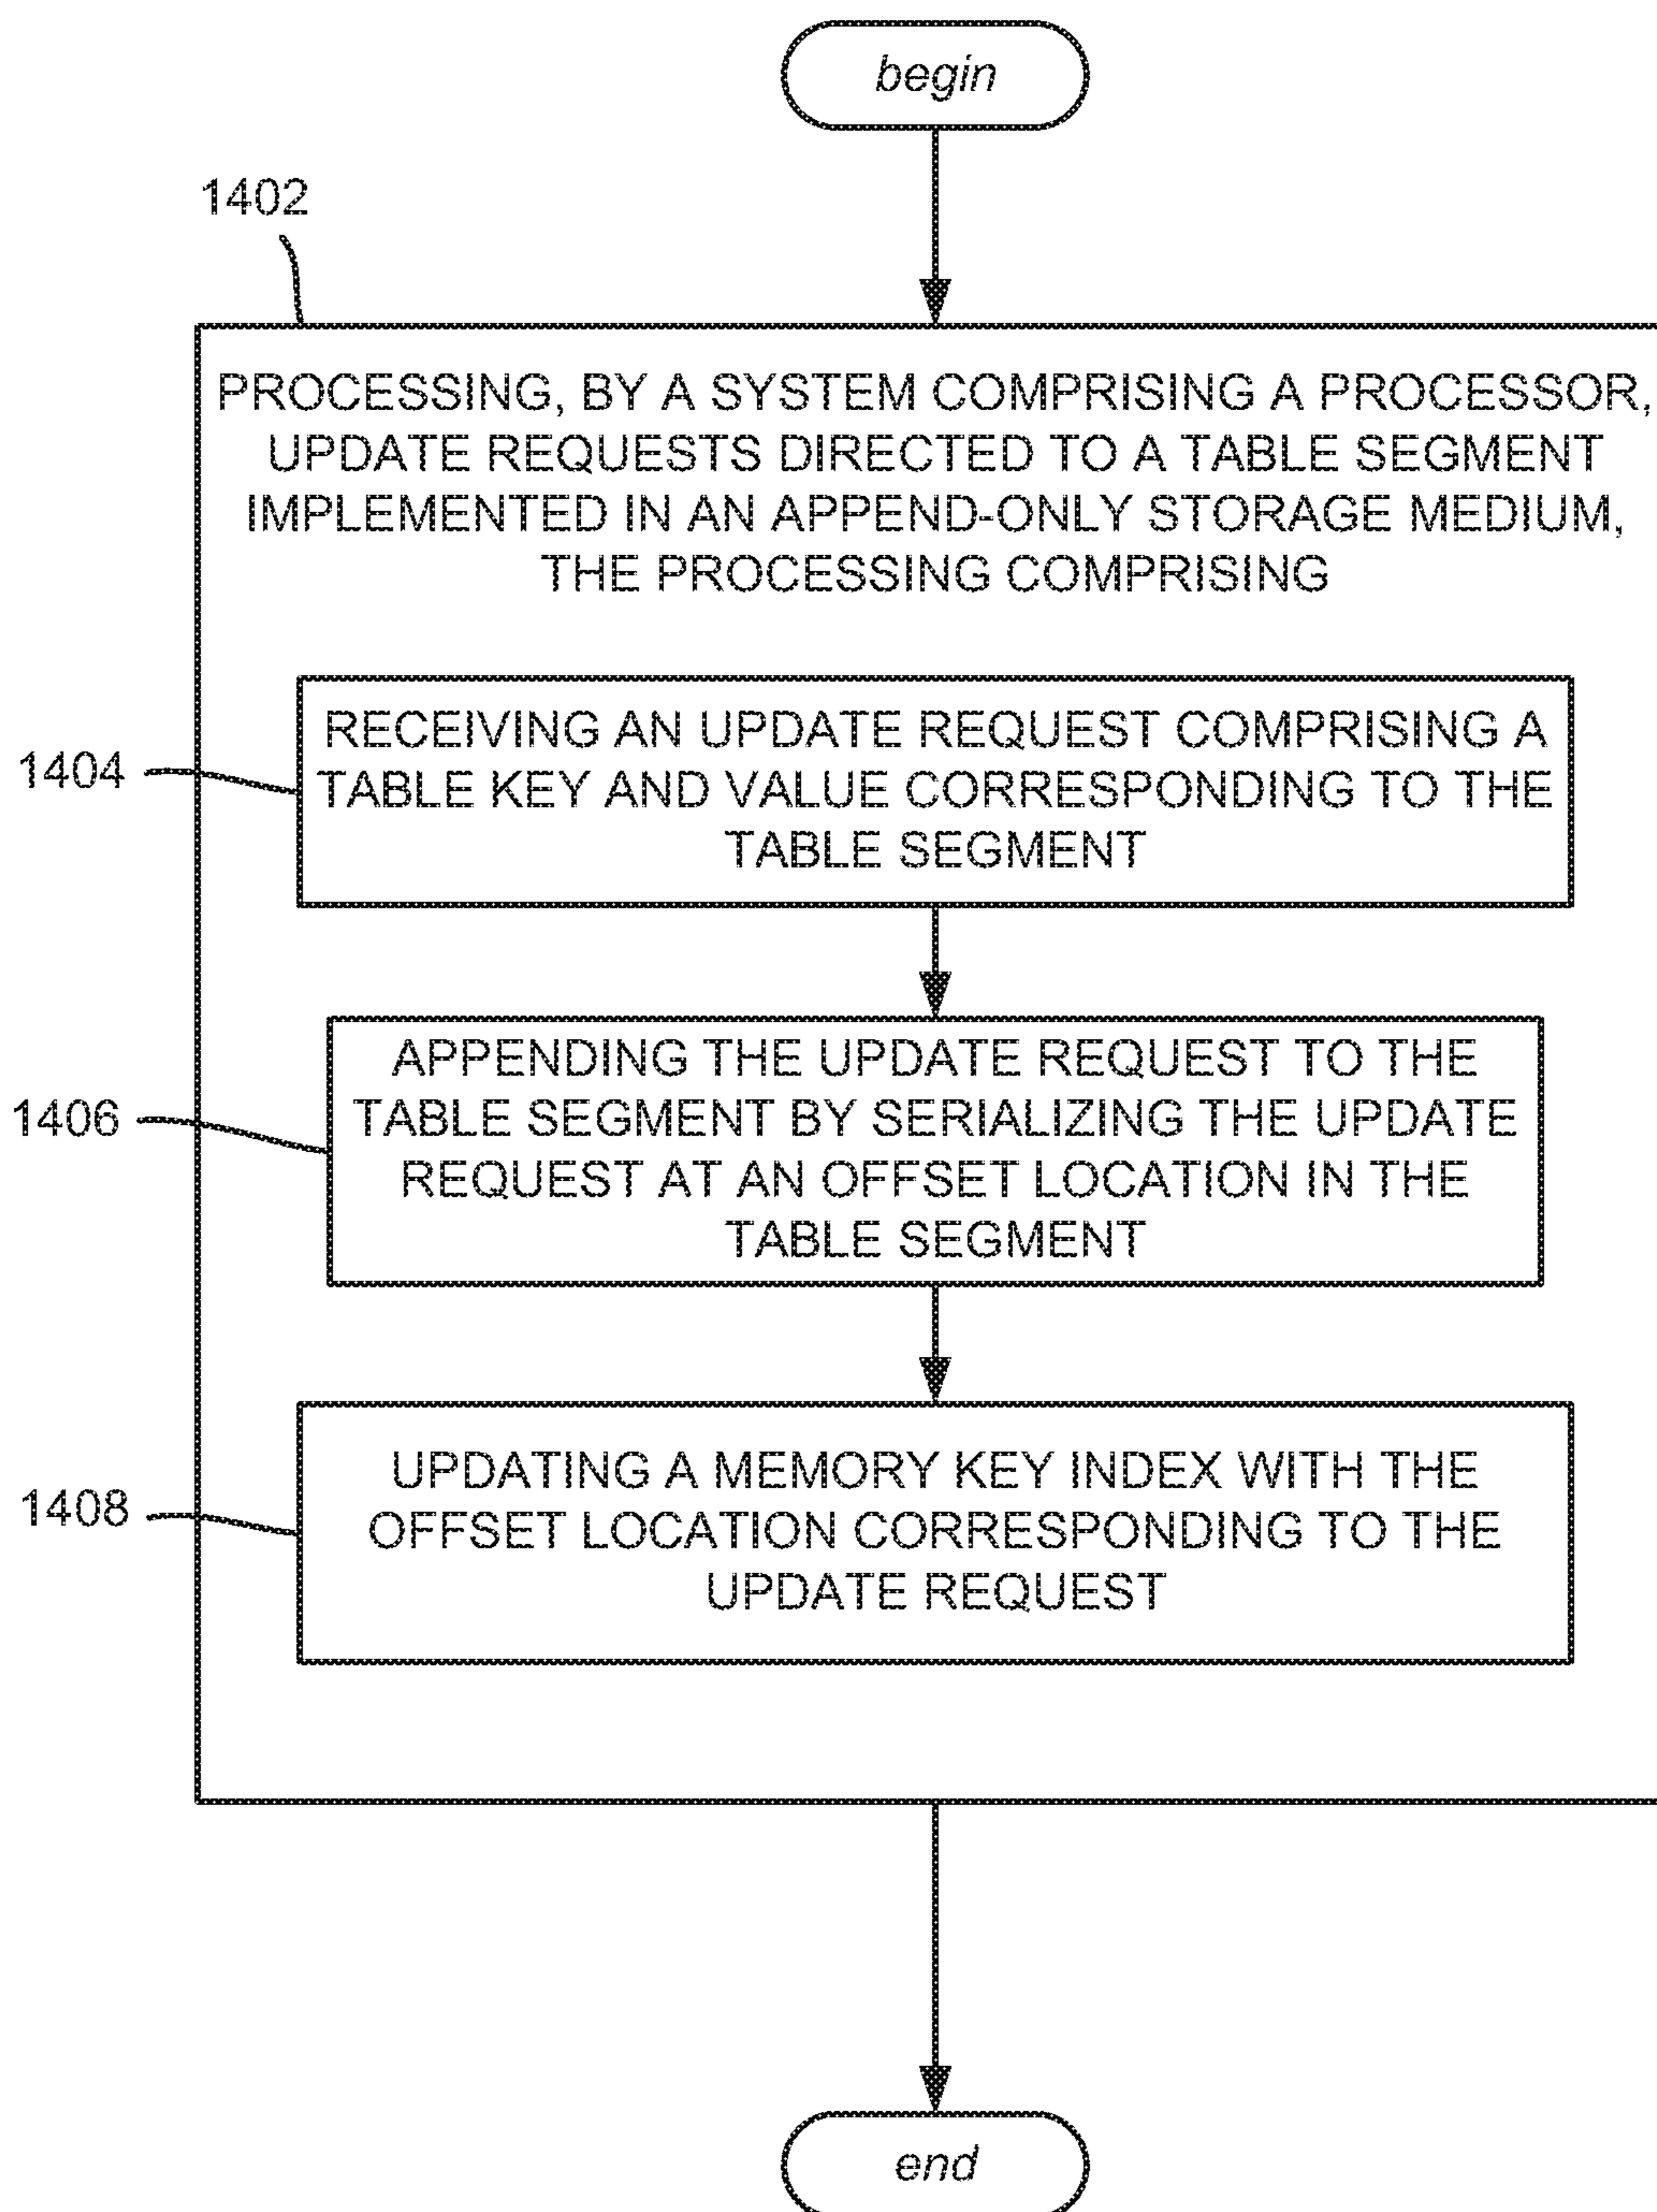 begin
1402
PROCESSING, BY A SYSTEM COMPRISING A PROCESSOR,
UPDATE REQUESTS DIRECTED TO A TABLE SEGMENT
IMPLEMENTED IN AN APPEND-ONLY STORAGE MEDIUM,
THE PROCESSING COMPRISING
1404
RECEIVING AN UPDATE REQUEST COMPRISING A
TABLE KEY AND VALUE CORRESPONDING TO THE
TABLE SEGMENT
1406
APPENDING THE UPDATE REQUEST TO THE
TABLE SEGMENT BY SERIALIZING THE UPDATE
REQUEST AT AN OFFSET LOCATION IN THE
TABLE SEGMENT
1408
UPDATING A MEMORY KEY INDEX WITH THE
OFFSET LOCATION CORRESPONDING TO THE
UPDATE REQUEST
end